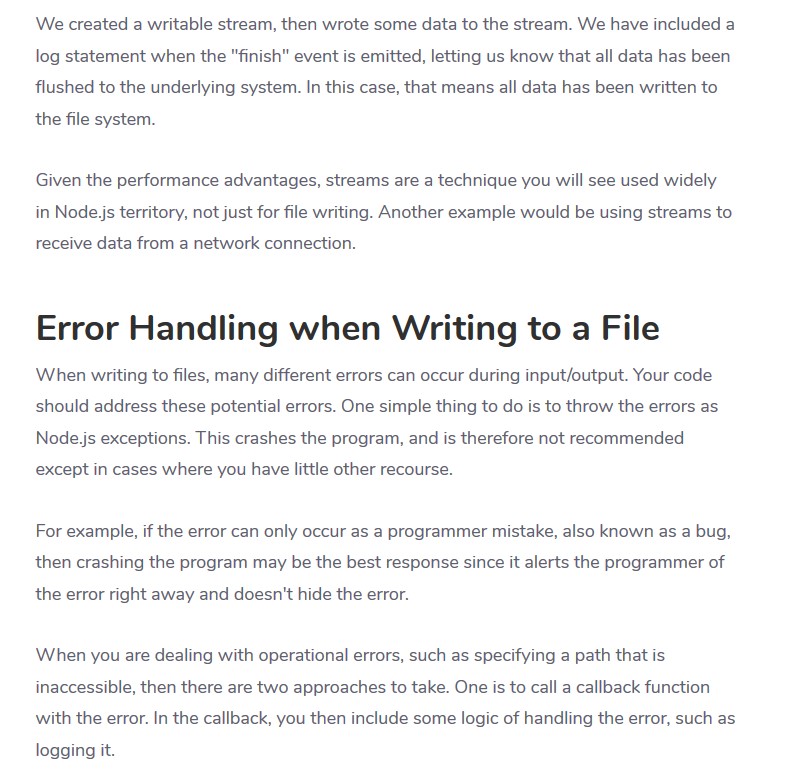 We created a writable stream, then wrote some data to the stream. We have included a
log statement when the "finish" event is emitted, letting us know that all data has been
flushed to the underlying system. In this case, that means all data has been written to
the file system.
Given the performance advantages, streams are a technique you will see used widely
in Node.js territory, not just for file writing. Another example would be using streams to
receive data from a network connection.
Error Handling when Writing to a File
When writing to files, many different errors can occur during input/output. Your code
should address these potential errors. One simple thing to do is to throw the errors as
Node.js exceptions. This crashes the program, and is therefore not recommended
except in cases where you have little other recourse.
For example, if the error can only occur as a programmer mistake, also known as a bug,
then crashing the program may be the best response since it alerts the programmer of
the error right away and doesn't hide the error.
When you are dealing with operational errors, such as specifying a path that is
inaccessible, then there are two approaches to take. One is to call a callback function
with the error. In the callback, you then include some logic of handling the error, such as
logging it.